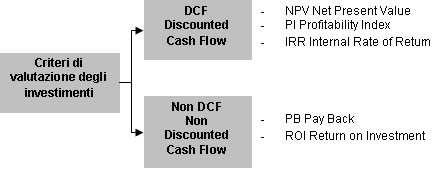 Criteri di
valutazione degli
investimenti
DCF
Discounted
Cash Flow
- NPV Net Present Value
- PI Profitability Index
- IRR Internal Rate of Return
Non DCF
Non
Discounted
Cash Flow
- PB Pay Back
- ROI Return on Investment